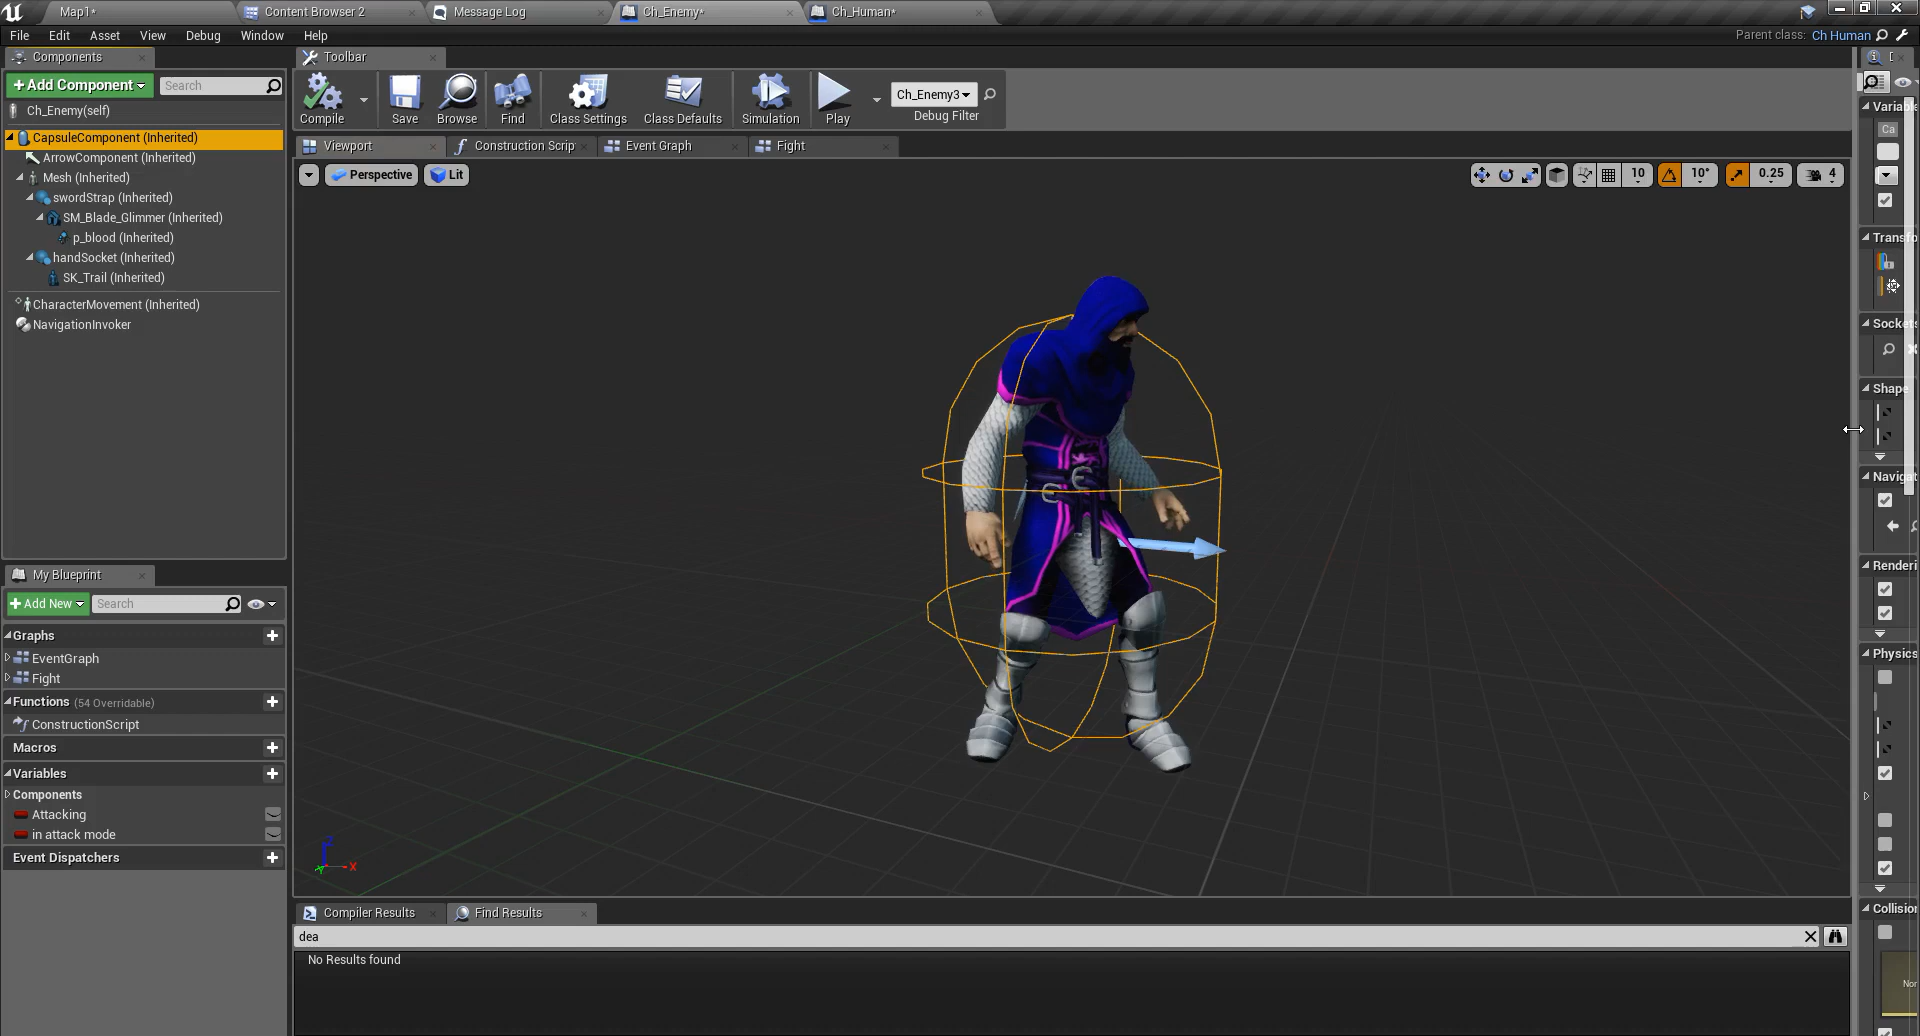 Map1*
Content Browser 2
Message Log
Ch_Enemy*
Ch_Human*
File Edit Asset View Debug Window Help
Parent class: Ch Human
Components
Toolbar
+Add Component
Search
Ch_Enemy(self)
CapsuleComponent (Inherited)
ArrowComponent (Inherited)
Mesh (Inherited)
swordStrap (Inherited)
SM_Blade_Glimmer (Inherited)
p_blood (Inherited)
handSocket (Inherited)
SK_Trail (Inherited)
CharacterMovement (Inherited)
NavigationInvoker
Compile
Save
Browse
Find
Class Settings
Class Defaults
Simulation
Play
Ch_Enemy3
Debug Filter
Viewport
Construction Scrip
Event Graph
Fight
Perspective
Lit
10
10°
0.25
4
X
Variabl
Ca
Transfo
Sockets
Shape
Navigat
Renderi
Physics
Collision
Nor
My Blueprint
+Add New
Search
Graphs
EventGraph
Fight
Functions (54 Overridable)
ConstructionScript
Macros
Variables
Components
Attacking
in attack mode
Event Dispatchers
Compiler Results
Find Results
dea
No Results found